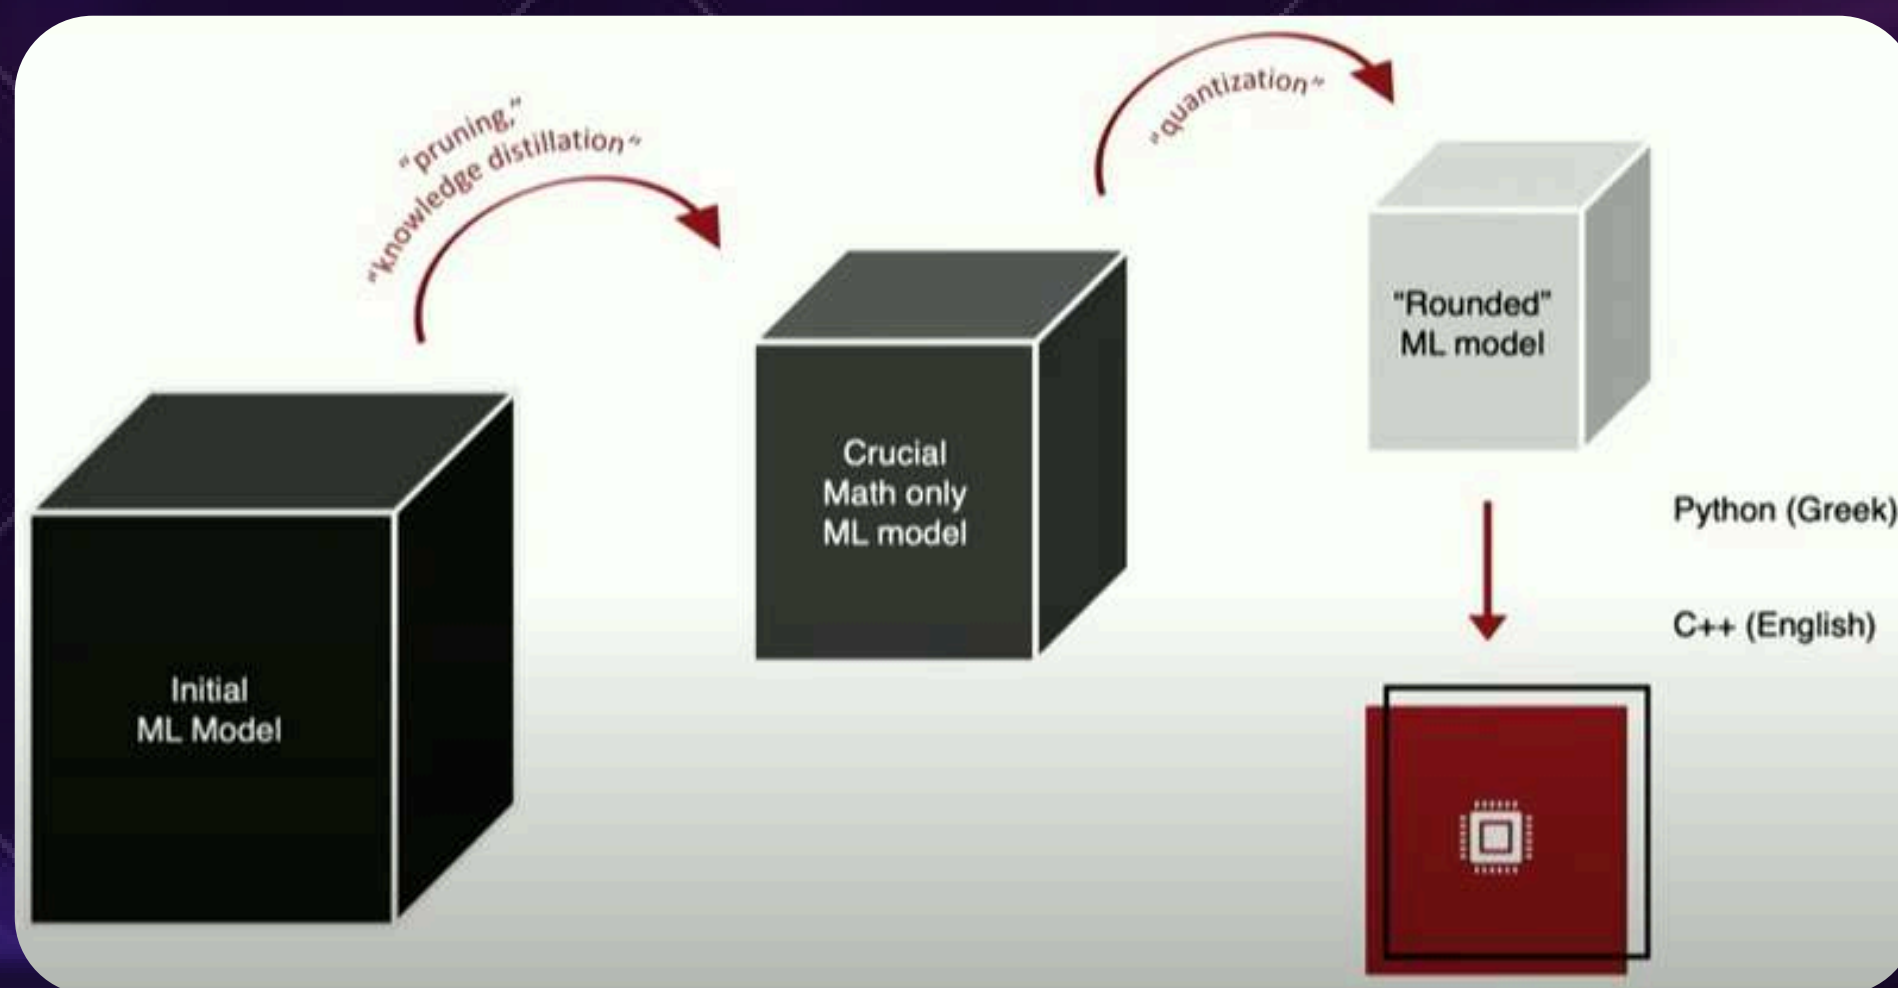 "pruning,"
"knowledge distillation"
"quantization"
Initial
ML Model
Crucial
Math only
ML model
"Rounded"
ML model
Python (Greek)
C++ (English)